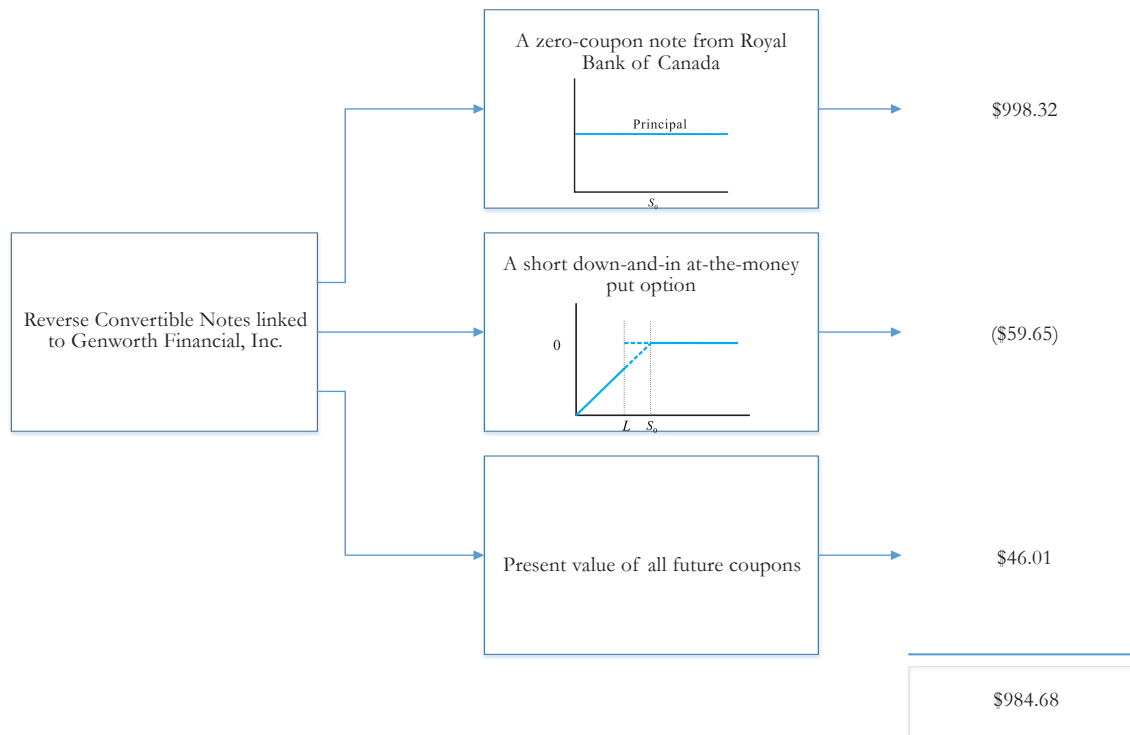 A zero-coupon note from Royal
Bank of Canada
Principal
S₀
$998.32
Reverse Convertible Notes linked
to Genworth Financial, Inc.
A short down-and-in at-the-money
put option
0
L S₀
($59.65)
Present value of all future coupons
$46.01
$984.68